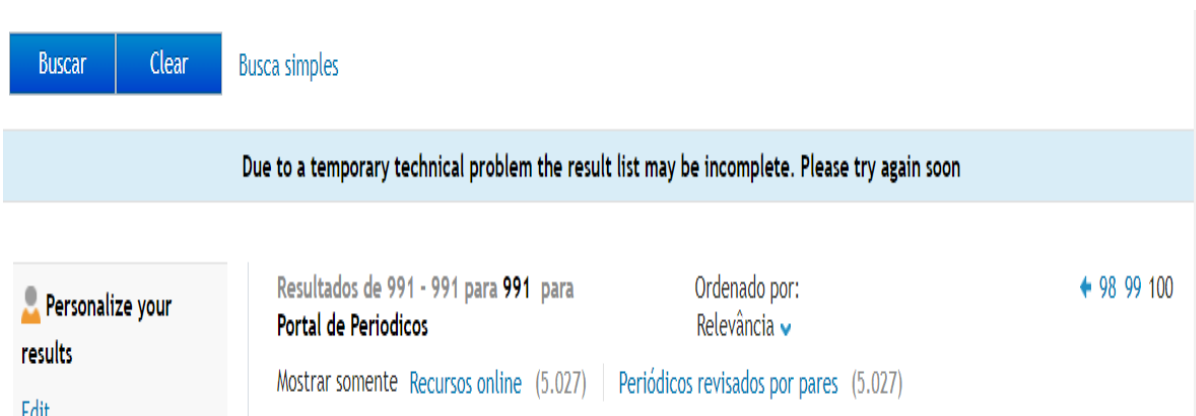 Buscar Clear Busca simples
Due to a temporary technical problem the result list may be incomplete. Please try again soon
Personalize your
results
Edit
Resultados de 991 - 991 para 991 para
Portal de Periodicos
Ordenado por:
Relevância
98 99 100
Mostrar somente Recursos online (5.027) Periódicos revisados por pares (5.027)